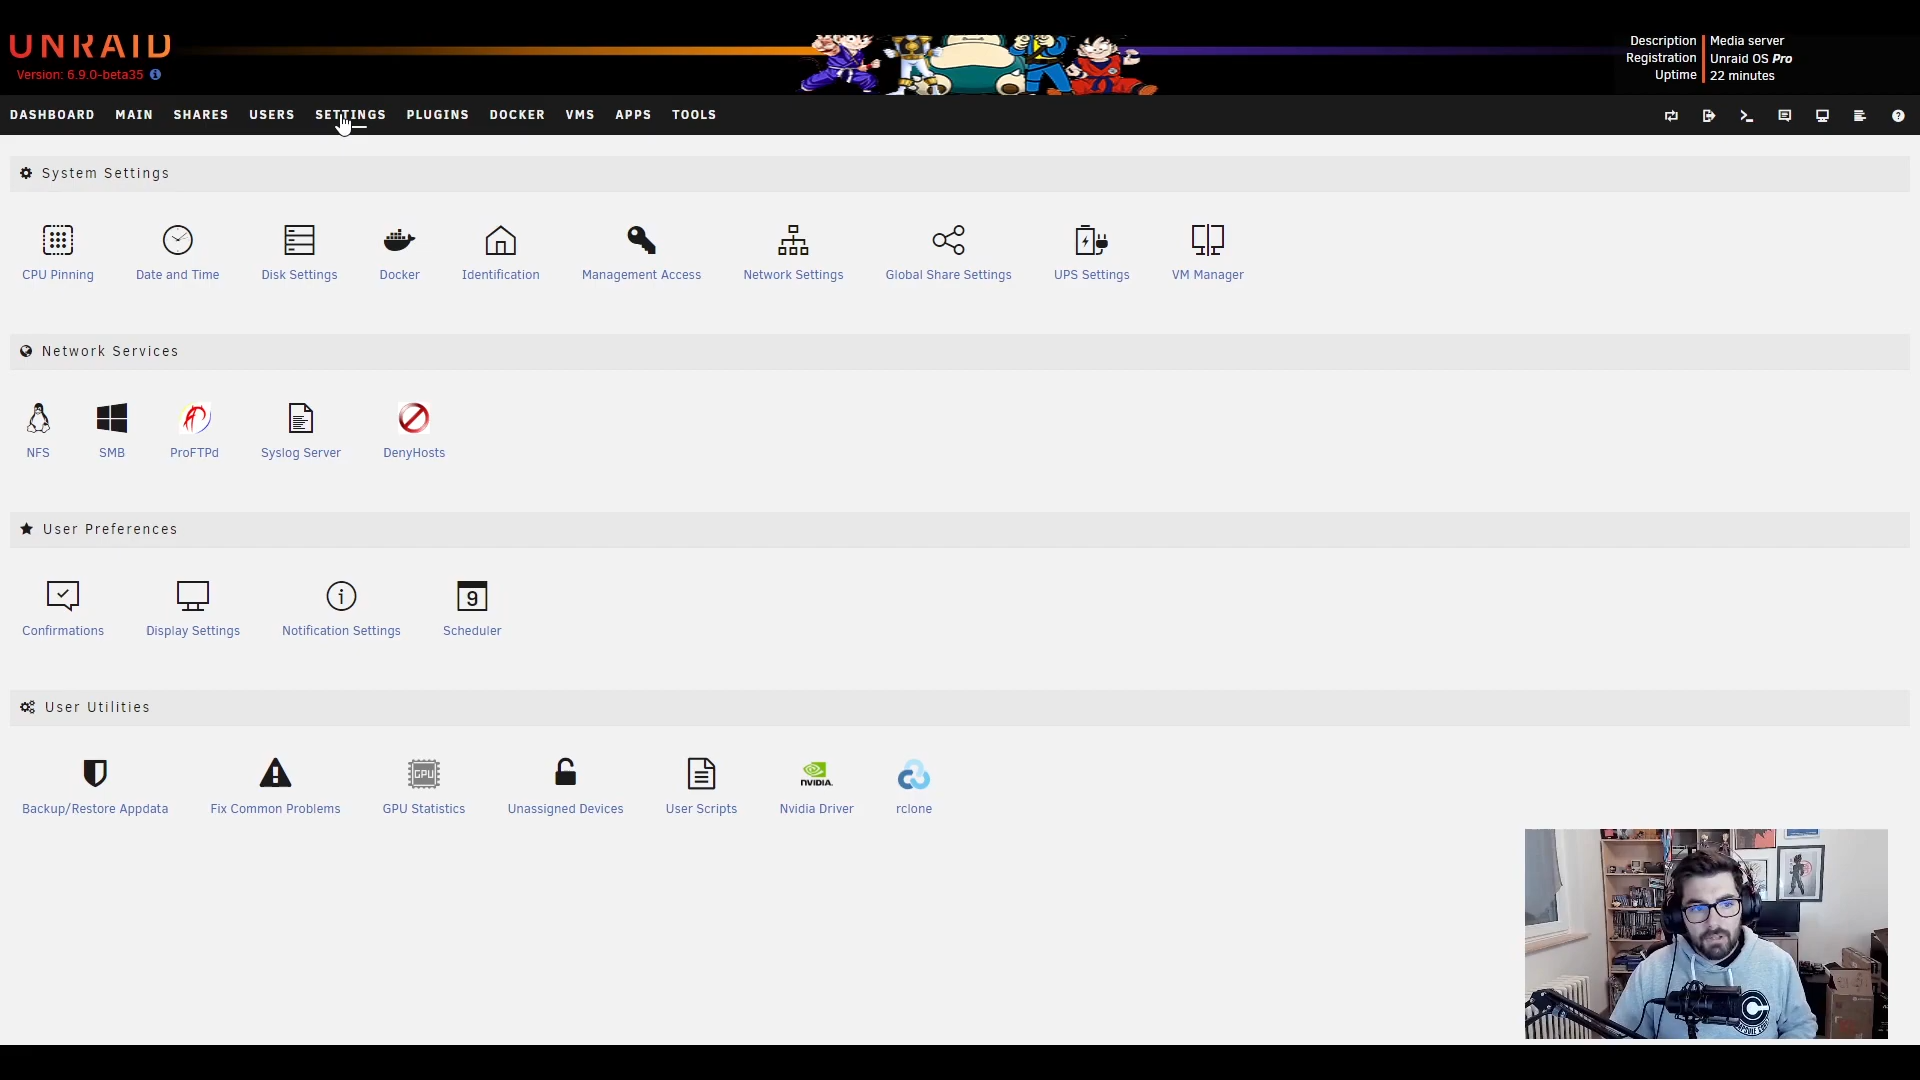 UNRAID
Version: 6.9.0-beta35
Description Media server
Registration Unraid OS Pro
Uptime 22 minutes
DASHBOARD MAIN SHARES USERS SETTINGS PLUGINS DOCKER VMS APPS TOOLS
System Settings
CPU Pinning Date and Time Disk Settings Docker Identification Management Access Network Settings Global Share Settings UPS Settings VM Manager
Network Services
NFS SMB ProFTPd Syslog Server DenyHosts
User Preferences
9
Confirmations Display Settings Notification Settings Scheduler
User Utilities
GPU NVIDIA.
Backup/Restore Appdata Fix Common Problems GPU Statistics Unassigned Devices User Scripts Nvidia Driver rclone